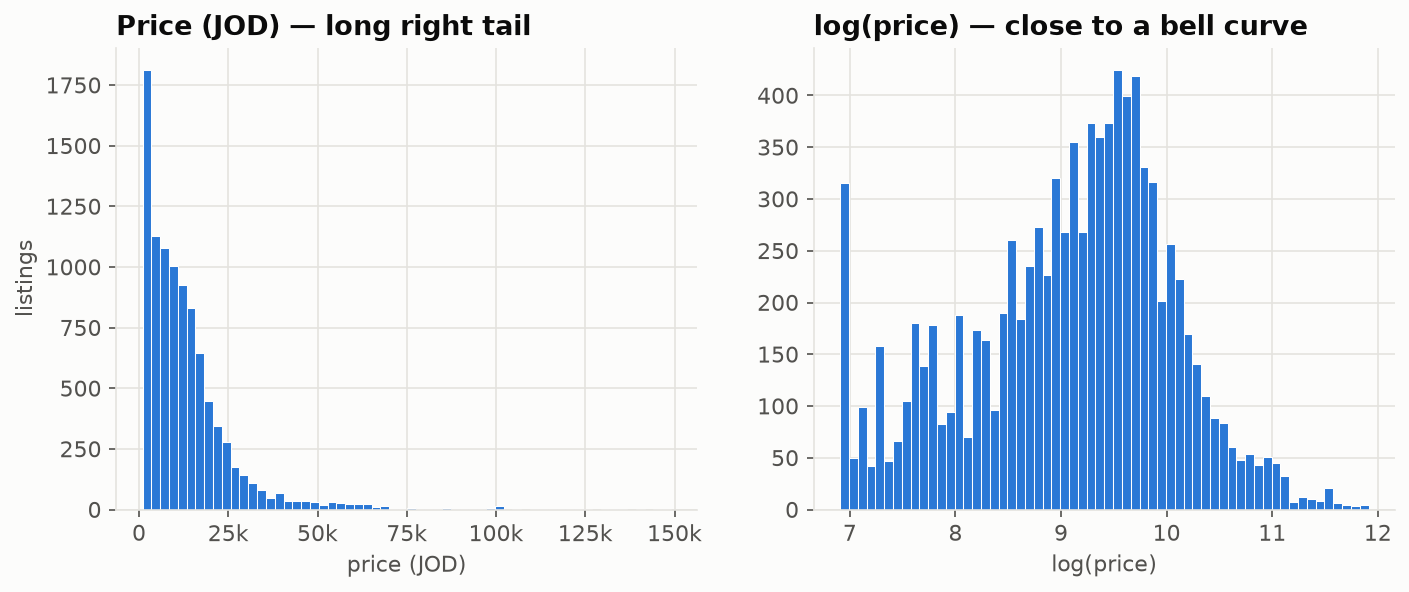 Price (JOD) — long right tail
1750
1500
1250
1000
750
500
250
0
listings
0 25k 50k 75k 100k 125k 150k
price (JOD)
log(price) — close to a bell curve
400
350
300
250
200
150
100
50
0
7 8 9 10 11 12
log(price)